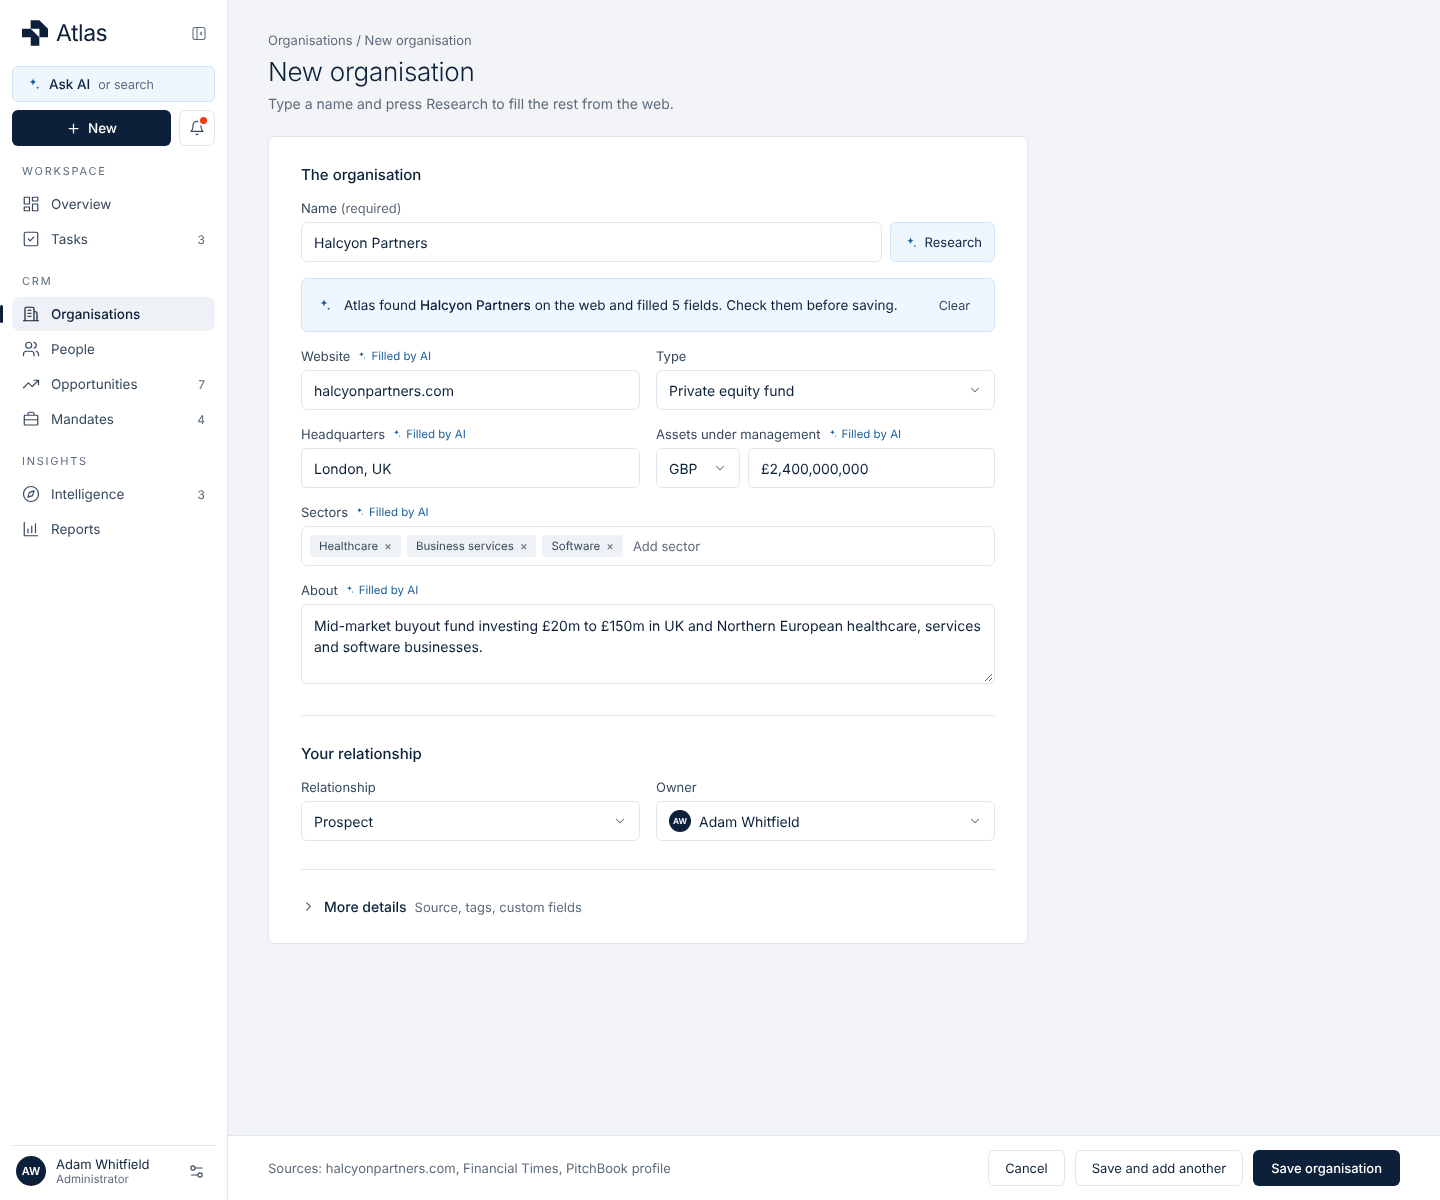 Atlas
Ask AI or search
New
WORKSPACE
Overview
Tasks 3
CRM
Organisations
People
Opportunities 7
Mandates 4
INSIGHTS
Intelligence 3
Reports
AW
Adam Whitfield
Administrator
Organisations / New organisation
New organisation
Type a name and press Research to fill the rest from the web.
The organisation
Name (required)
Halcyon Partners
Research
Atlas found Halcyon Partners on the web and filled 5 fields. Check them before saving. Clear
Website Filled by AI
halcyonpartners.com
Type
Private equity fund
Headquarters Filled by AI
London, UK
Assets under management Filled by AI
GBP £2,400,000,000
Sectors Filled by AI
Healthcare × Business services × Software × Add sector
About Filled by AI
Mid-market buyout fund investing £20m to £150m in UK and Northern European healthcare, services
and software businesses.
Your relationship
Relationship
Prospect
Owner
AW Adam Whitfield
More details Source, tags, custom fields
Sources: halcyonpartners.com, Financial Times, PitchBook profile
Cancel
Save and add another
Save organisation